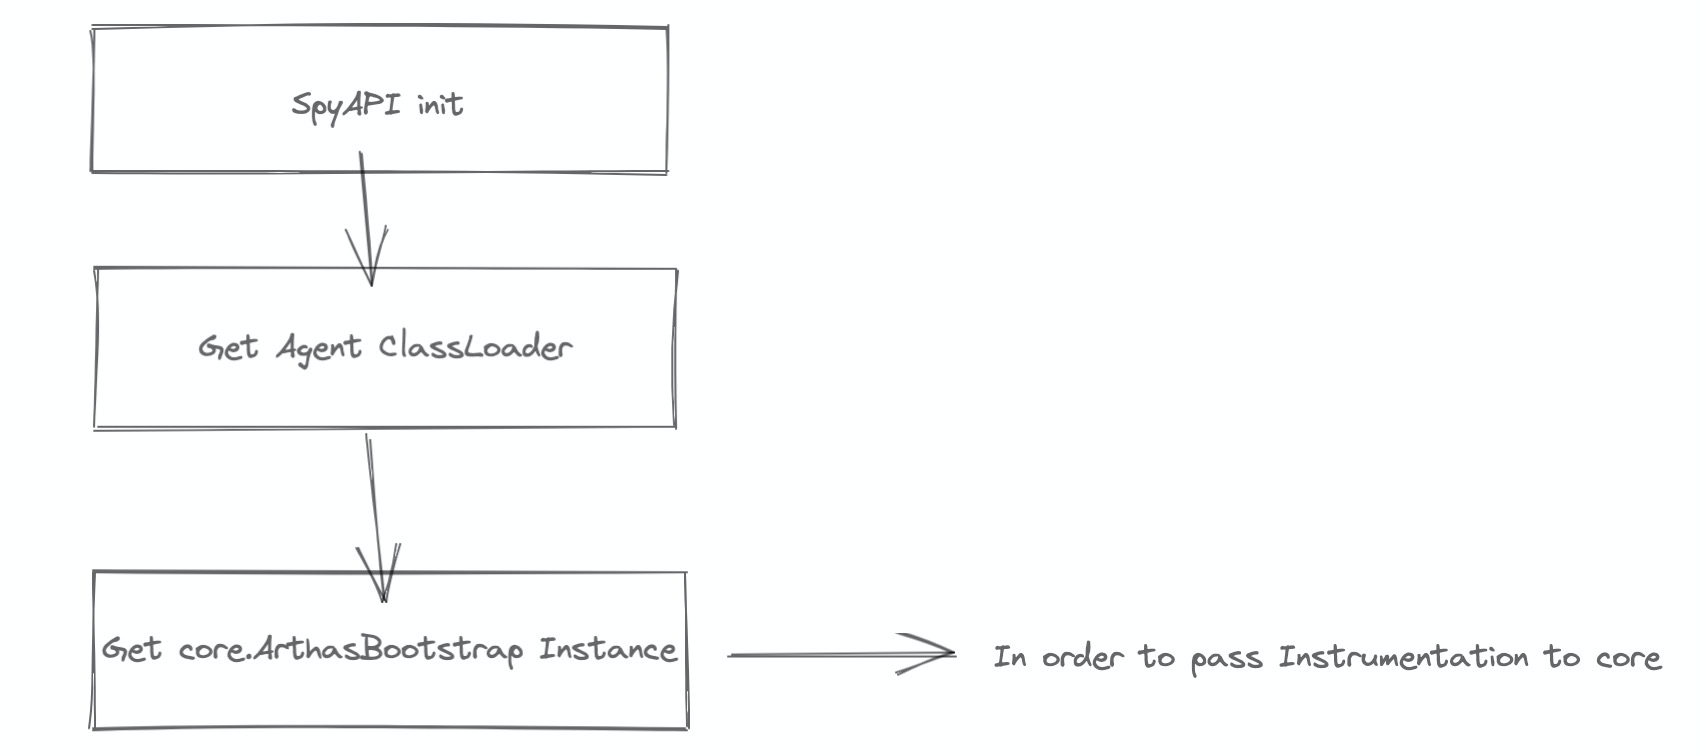 SpyAPI init
Get Agent ClassLoader
Get core.ArthasBootstrap Instance
In order to pass Instrumentation to core